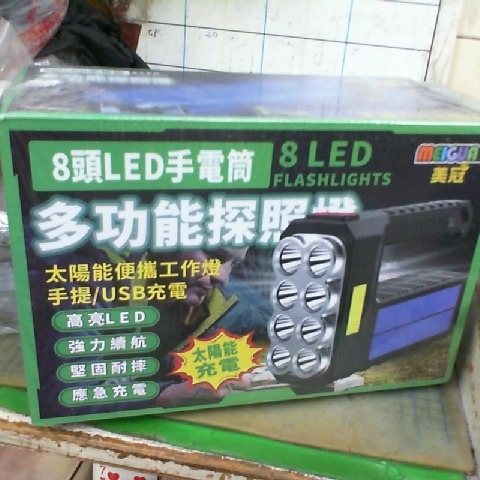 8頭LED手電筒
8 LED
FLASHLIGHTS
MEIGUA
美冠
多功能探照燈
太陽能便攜工作燈
手提/USB充電
高亮LED
強力續航
堅固耐摔
應急充電
太陽能
充電
7